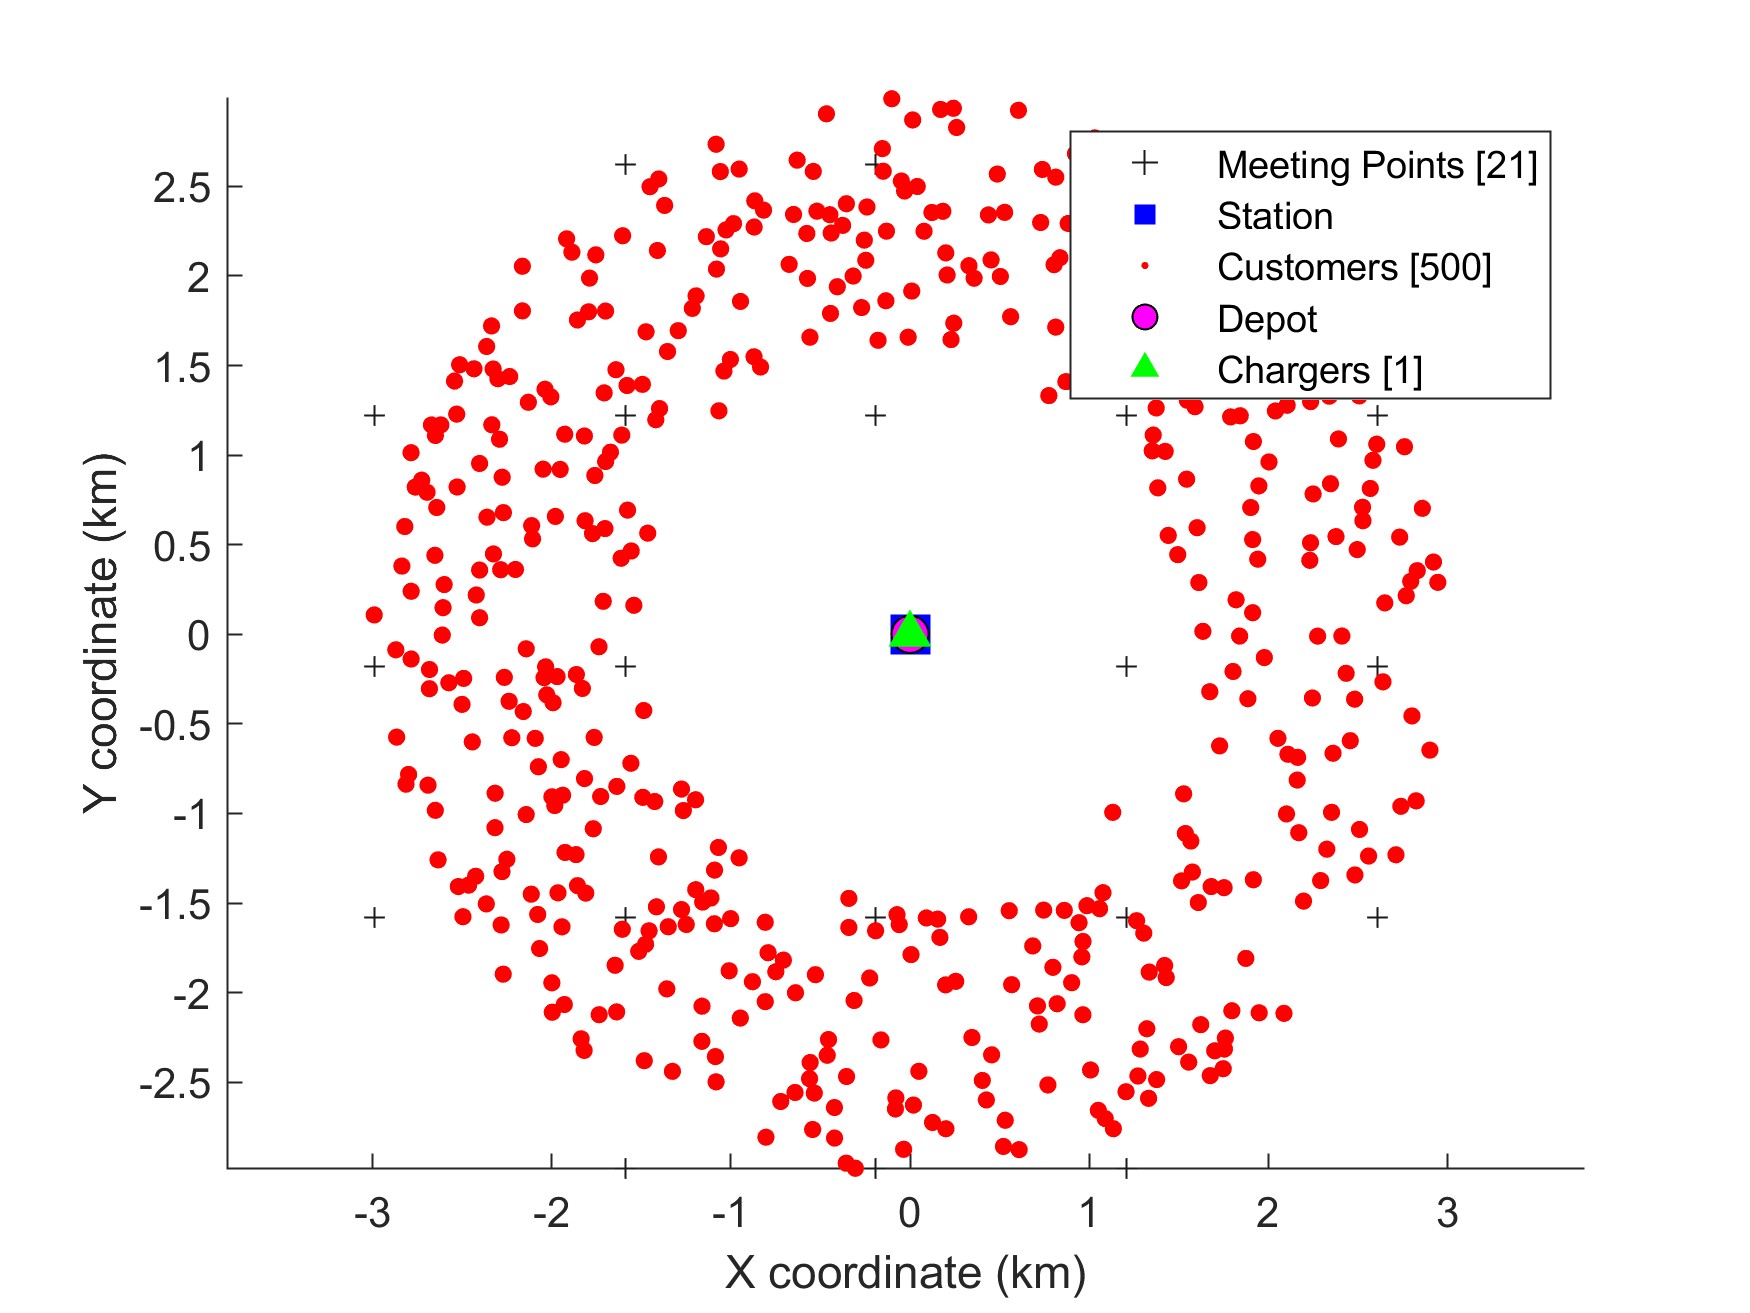 Meeting Points [21]
Station
Customers [500]
Depot
Chargers [1]
2.5
2
1.5
1
0.5
0
-0.5
-1
-1.5
-2
-2.5
Y coordinate (km)
-3 -2 -1 0 1 2 3
X coordinate (km)